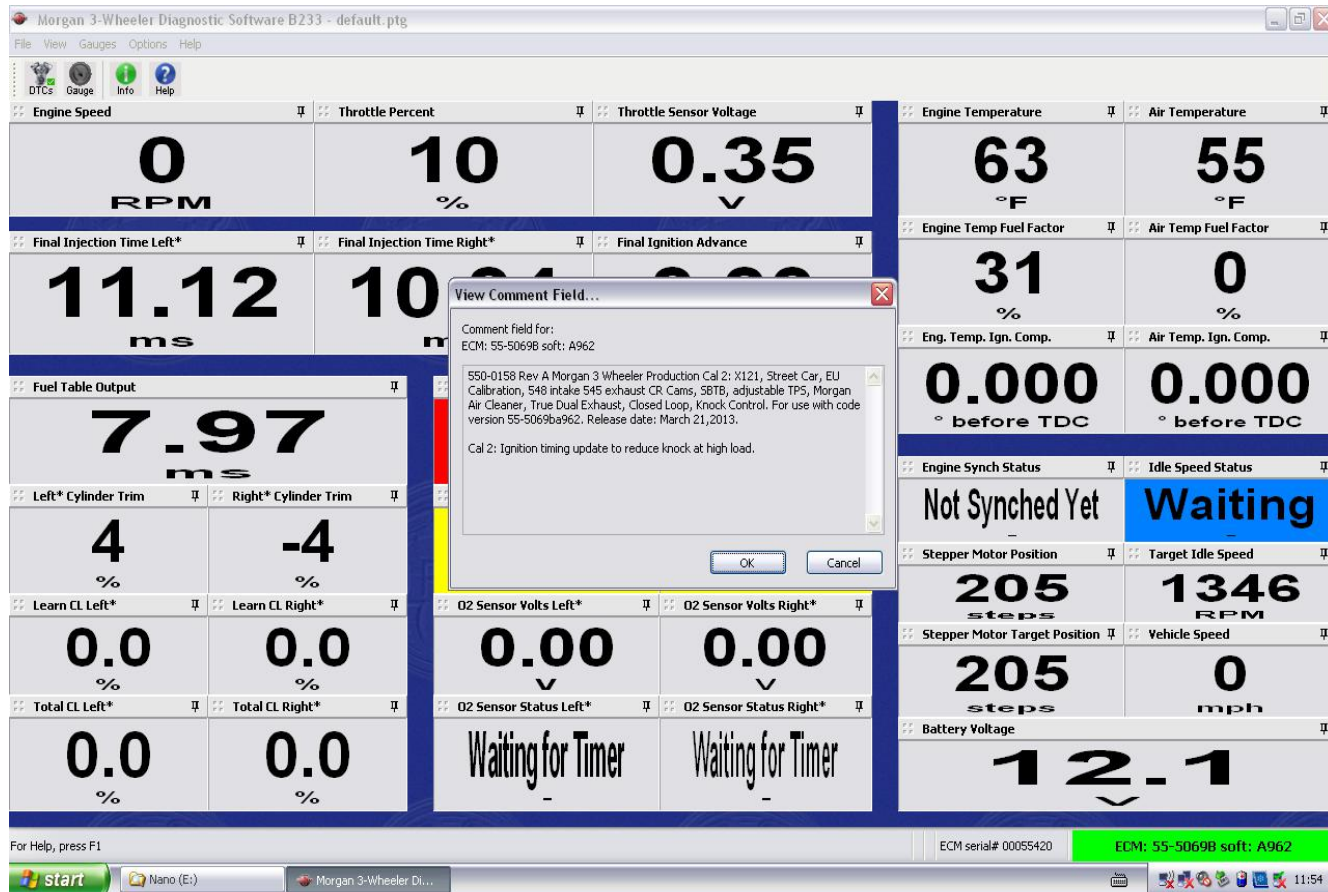 Morgan 3-Wheeler Diagnostic Software B233 - default.ptg
File View Gauges Options Help
DTCs Gauge Info Help
Engine Speed
0
RPM
Throttle Percent
10
%
Throttle Sensor Voltage
0.35
V
Engine Temperature
63
°F
Air Temperature
55
°F
Final Injection Time Left*
11.12
ms
Final Injection Time Right*
Final Ignition Advance
Engine Temp Fuel Factor
31
%
Air Temp Fuel Factor
0
%
Eng. Temp. Ign. Comp.
0.000
° before TDC
Air Temp. Ign. Comp.
0.000
° before TDC
View Comment Field...
Comment field for:
ECM: 55-5069B soft: A962
550-0158 Rev A Morgan 3 Wheeler Production Cal 2: X121, Street Car, EU
Calibration, 548 intake 545 exhaust CR Cams, SBTB, adjustable TPS, Morgan
Air Cleaner, True Dual Exhaust, Closed Loop, Knock Control. For use with code
version 55-5069ba962. Release date: March 21,2013.
Cal 2: Ignition timing update to reduce knock at high load.
OK Cancel
Fuel Table Output
7.97
ms
Left* Cylinder Trim
4
%
Right* Cylinder Trim
-4
%
Engine Synch Status
Not Synched Yet
-
Idle Speed Status
Waiting
-
Stepper Motor Position
205
steps
Target Idle Speed
1346
RPM
Learn CL Left*
0.0
%
Learn CL Right*
0.0
%
O2 Sensor Volts Left*
0.00
V
O2 Sensor Volts Right*
0.00
V
Stepper Motor Target Position
205
steps
Vehicle Speed
0
mph
Total CL Left*
0.0
%
Total CL Right*
0.0
%
O2 Sensor Status Left*
Waiting for Timer
-
O2 Sensor Status Right*
Waiting for Timer
-
Battery Voltage
12.1
V
For Help, press F1
ECM serial# 00055420
ECM: 55-5069B soft: A962
start
Nano (E:)
Morgan 3-Wheeler Di...
11:54